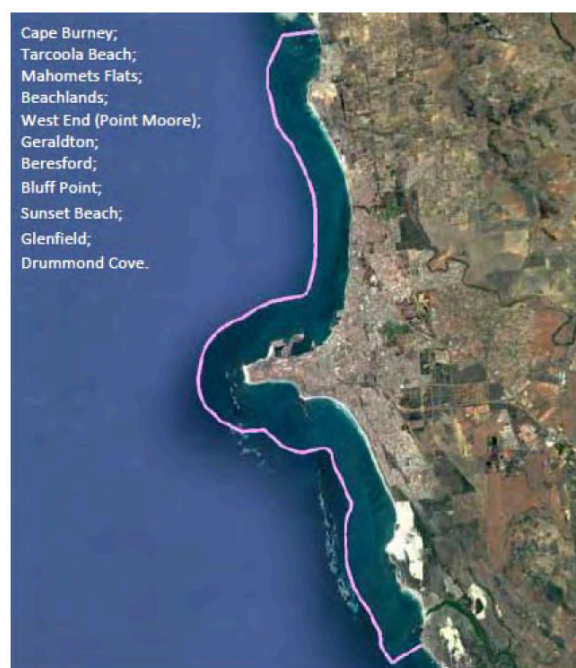 Cape Burney;
Tarcoola Beach;
Mahomets Flats;
Beachlands;
West End (Point Moore);
Geraldton;
Beresford;
Bluff Point;
Sunset Beach;
Glenfield;
Drummond Cove.